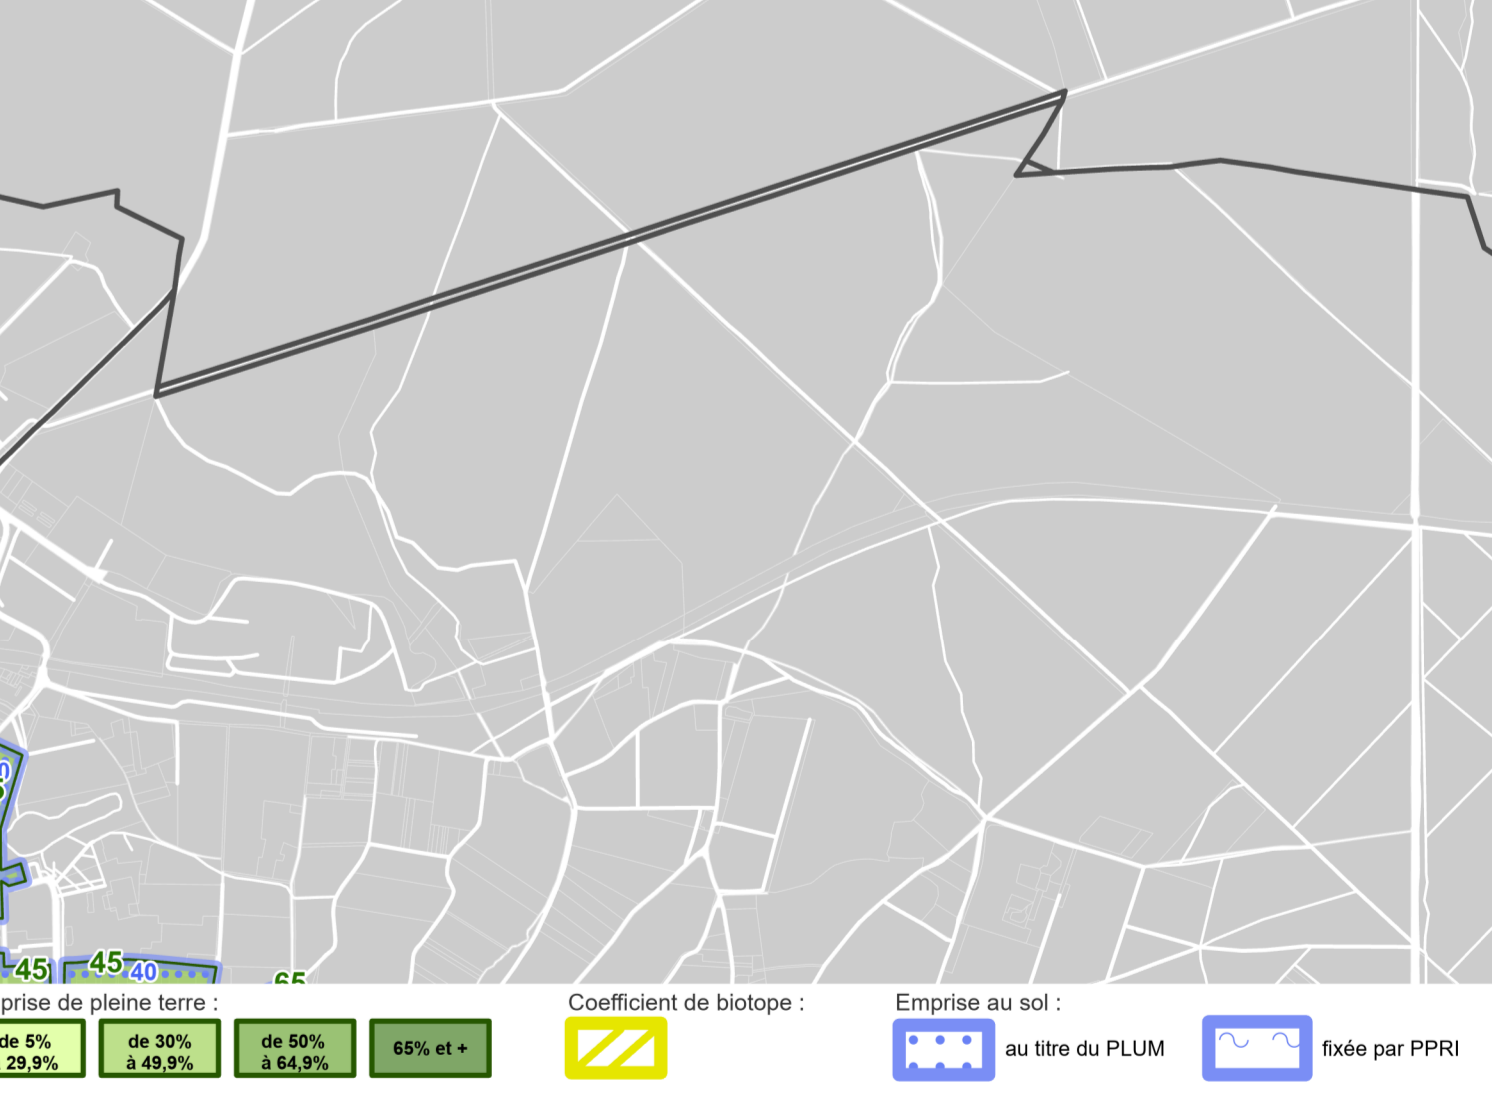 45
45
40
65
prise de pleine terre :
Coefficient de biotope :
Emprise au sol :
de 5%
29,9%
de 30%
à 49,9%
de 50%
à 64,9%
65% et +
au titre du PLUM
fixée par PPRI